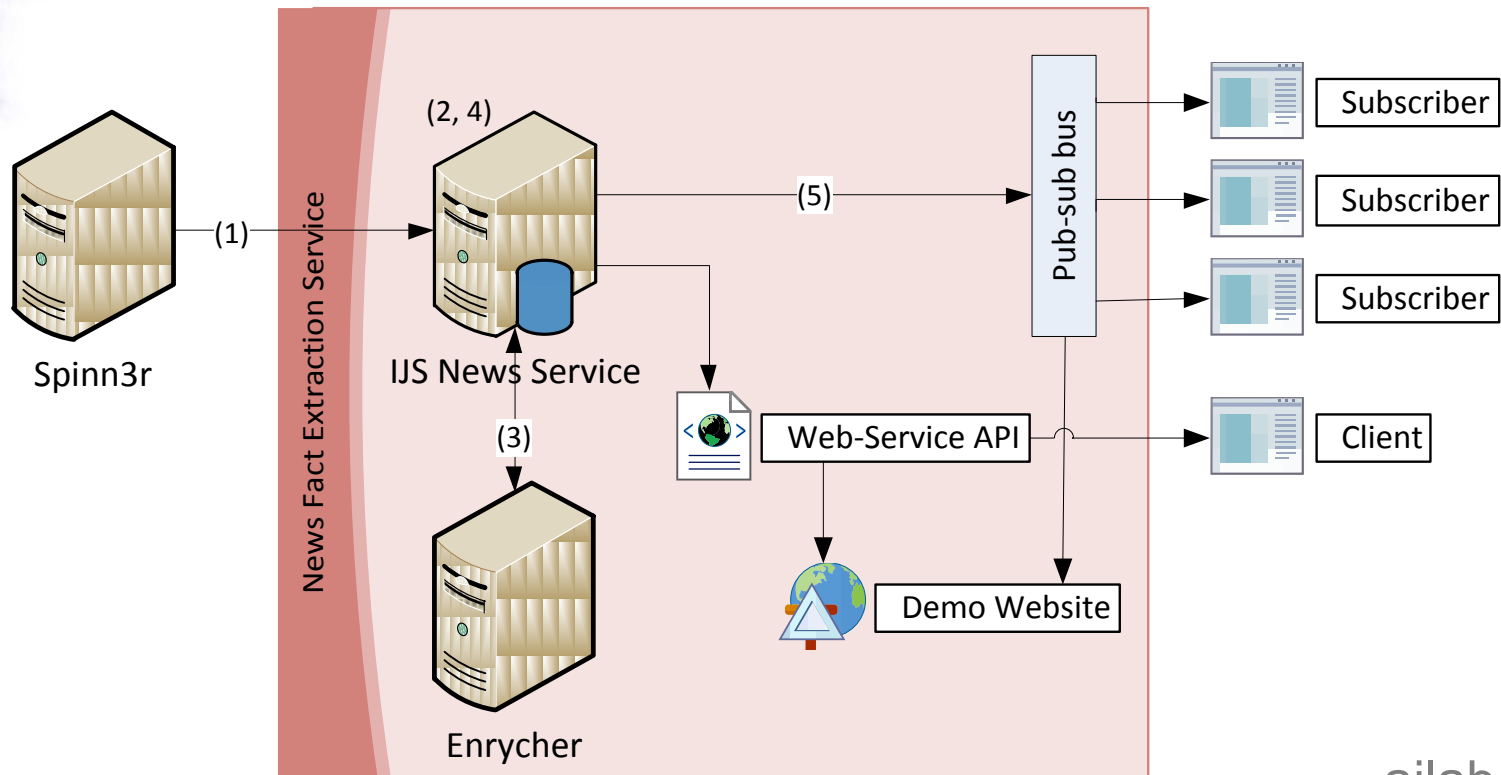 (2, 4)
Subscriber
Subscriber
Subscriber
Pub-sub bus
(5)
(1)
News Fact Extraction Service
Spinn3r
IJS News Service
(3)
Web-Service API
Client
Demo Website
Enrycher
ailab